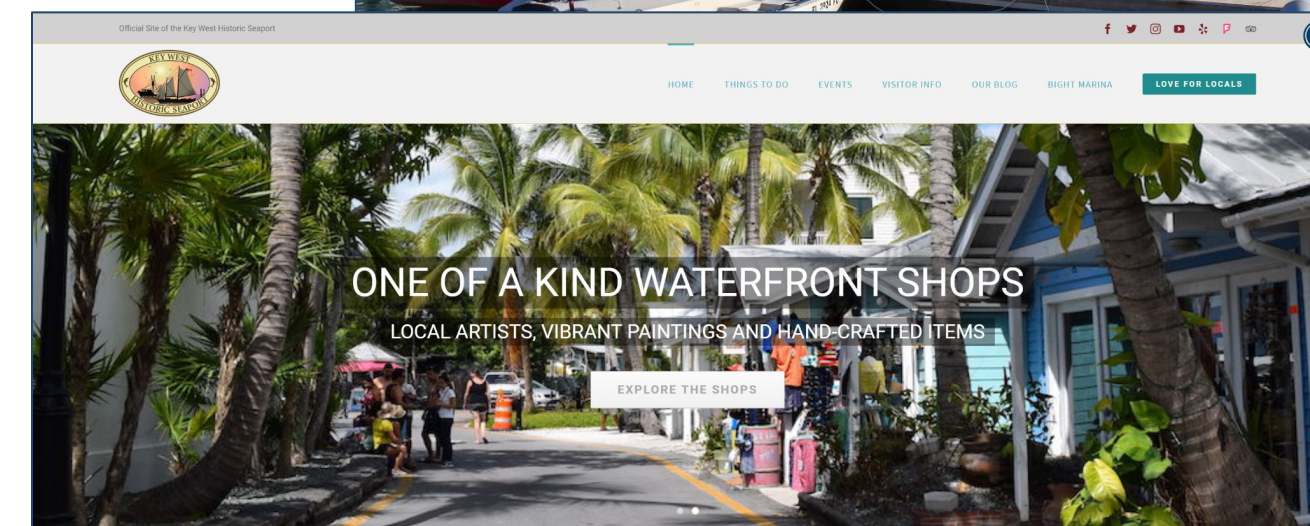 Official Site of the Key West Historic Seaport
KEY WEST
HISTORIC SEAPORT
HOME THINGS TO DO EVENTS VISITOR INFO OUR BLOG BIGHT MARINA LOVE FOR LOCALS
ONE OF A KIND WATERFRONT SHOPS
LOCAL ARTISTS, VIBRANT PAINTINGS AND HAND-CRAFTED ITEMS
EXPLORE THE SHOPS